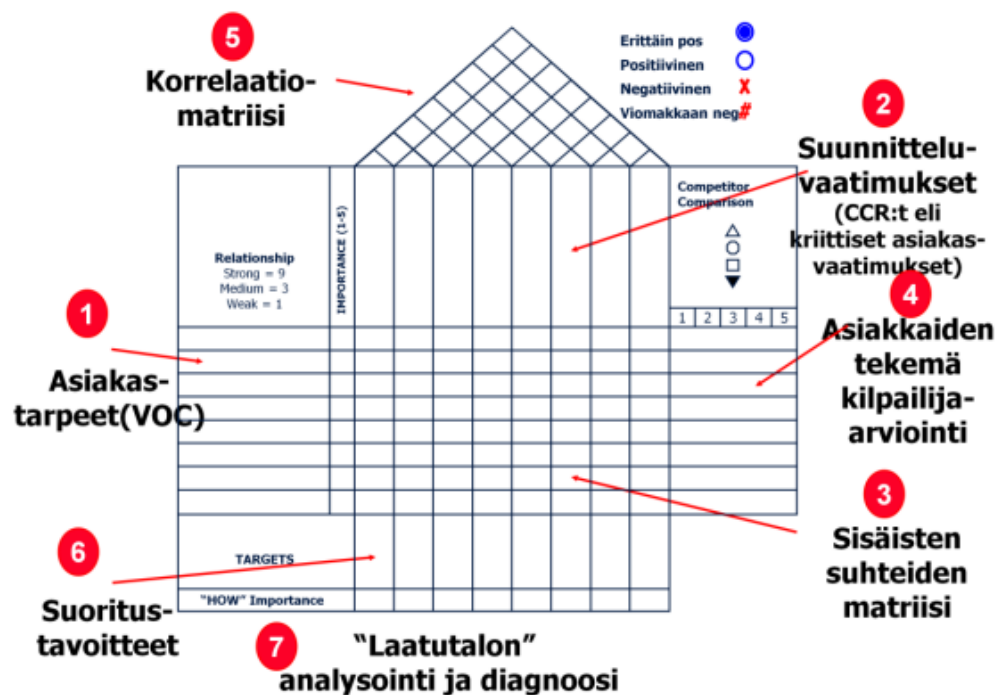 5
Korrelaatio-
matriisi
Erittäin pos
Positiivinen
Negatiivinen X
Viomakkaan neg#
2
Suunnittelu-
vaatimukset
(CCR:t eli
kriittiset asiakas-
vaatimukset)
Relationship
Strong = 9
Medium = 3
Weak = 1
IMPORTANCE (1-5)
Competitor
Comparison
1 2 3 4 5
1
Asiakas-
tarpeet(VOC)
4
Asiakkaiden
tekemä
kilpailija-
arviointi
3
Sisäisten
suhteiden
matriisi
6
Suoritus-
tavoitteet
TARGETS
"HOW" Importance
7
"Laatutalon"
analysointi ja diagnoosi